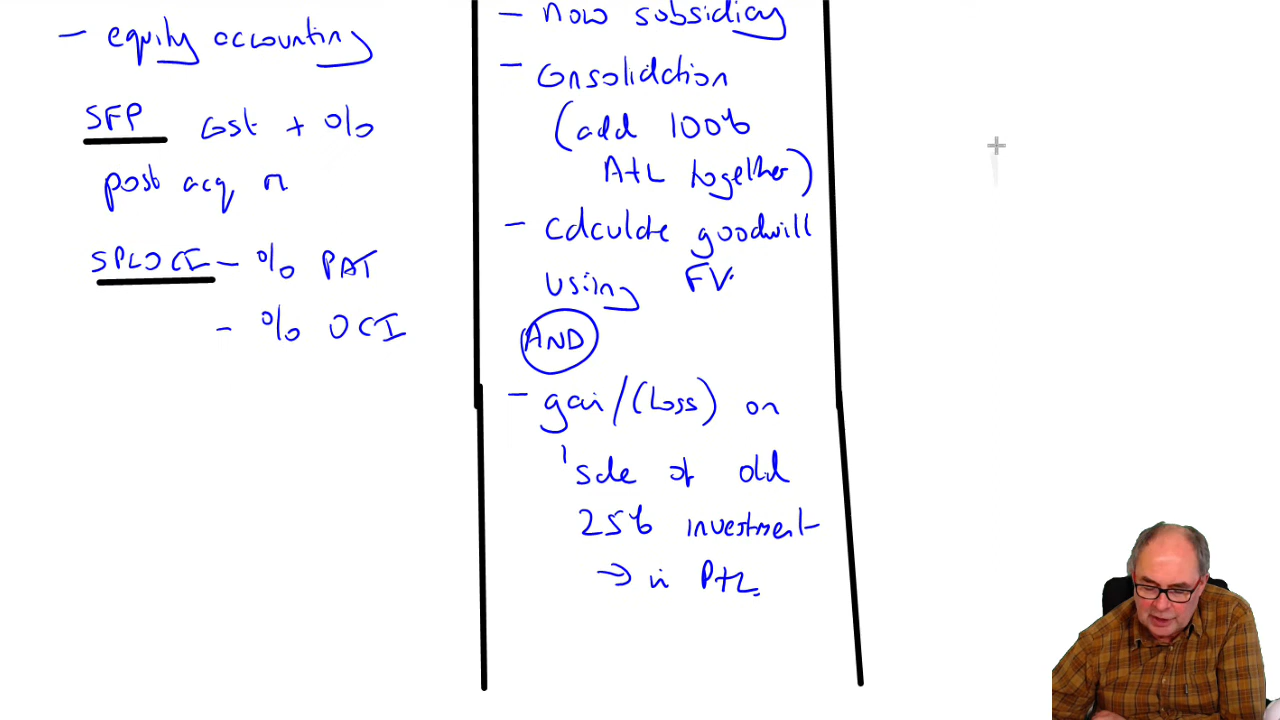 - equity accounting
SFP cost + %
post acq r
SPLOCI - % PAT
- % OCI
- now subsidiary
- Consolidation
(add 100%
A+L together)
- calculate goodwill
using FV.
AND
- gain/(loss) on
'sale of old
25% investment
→ in P+L.